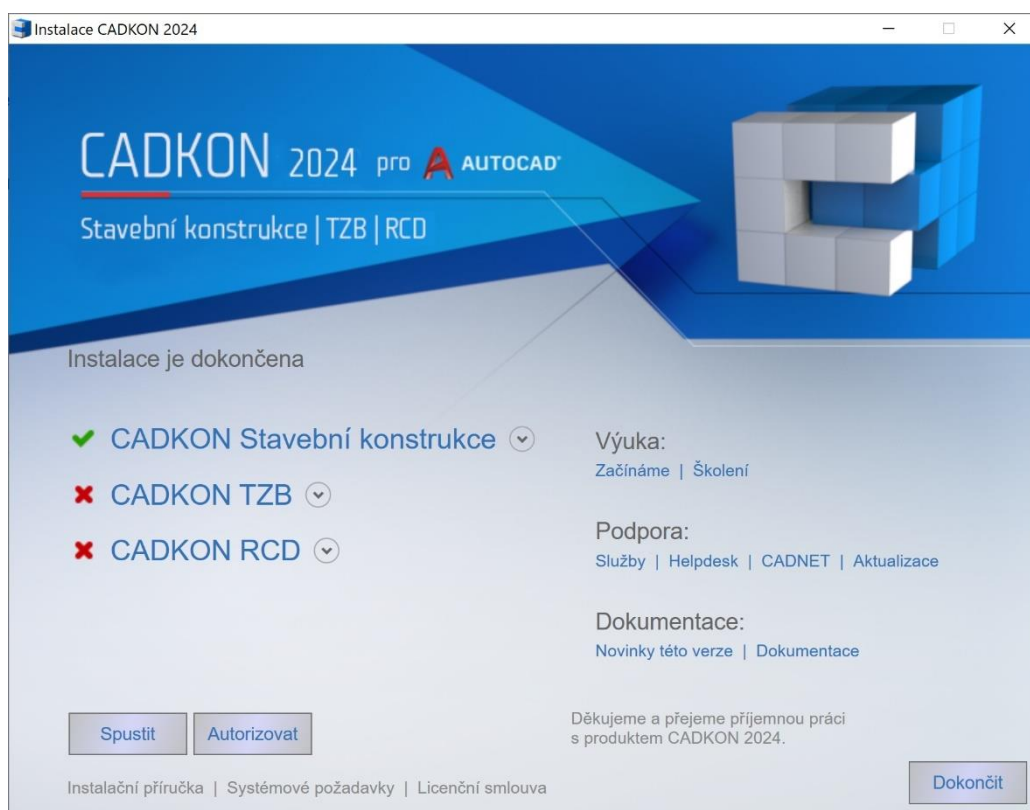 Instalace CADKON 2024
CADKON 2024 pro AUTOCAD
Stavební konstrukce | TZB | RCD
Instalace je dokončena
CADKON Stavební konstrukce
CADKON TZB
CADKON RCD
Výuka:
Začínáme | Školení
Podpora:
Služby | Helpdesk | CADNET | Aktualizace
Dokumentace:
Novinky této verze | Dokumentace
Spustit
Autorizovat
Děkujeme a přejeme příjemnou práci
s produktem CADKON 2024.
Instalační příručka | Systémové požadavky | Licenční smlouva
Dokončit